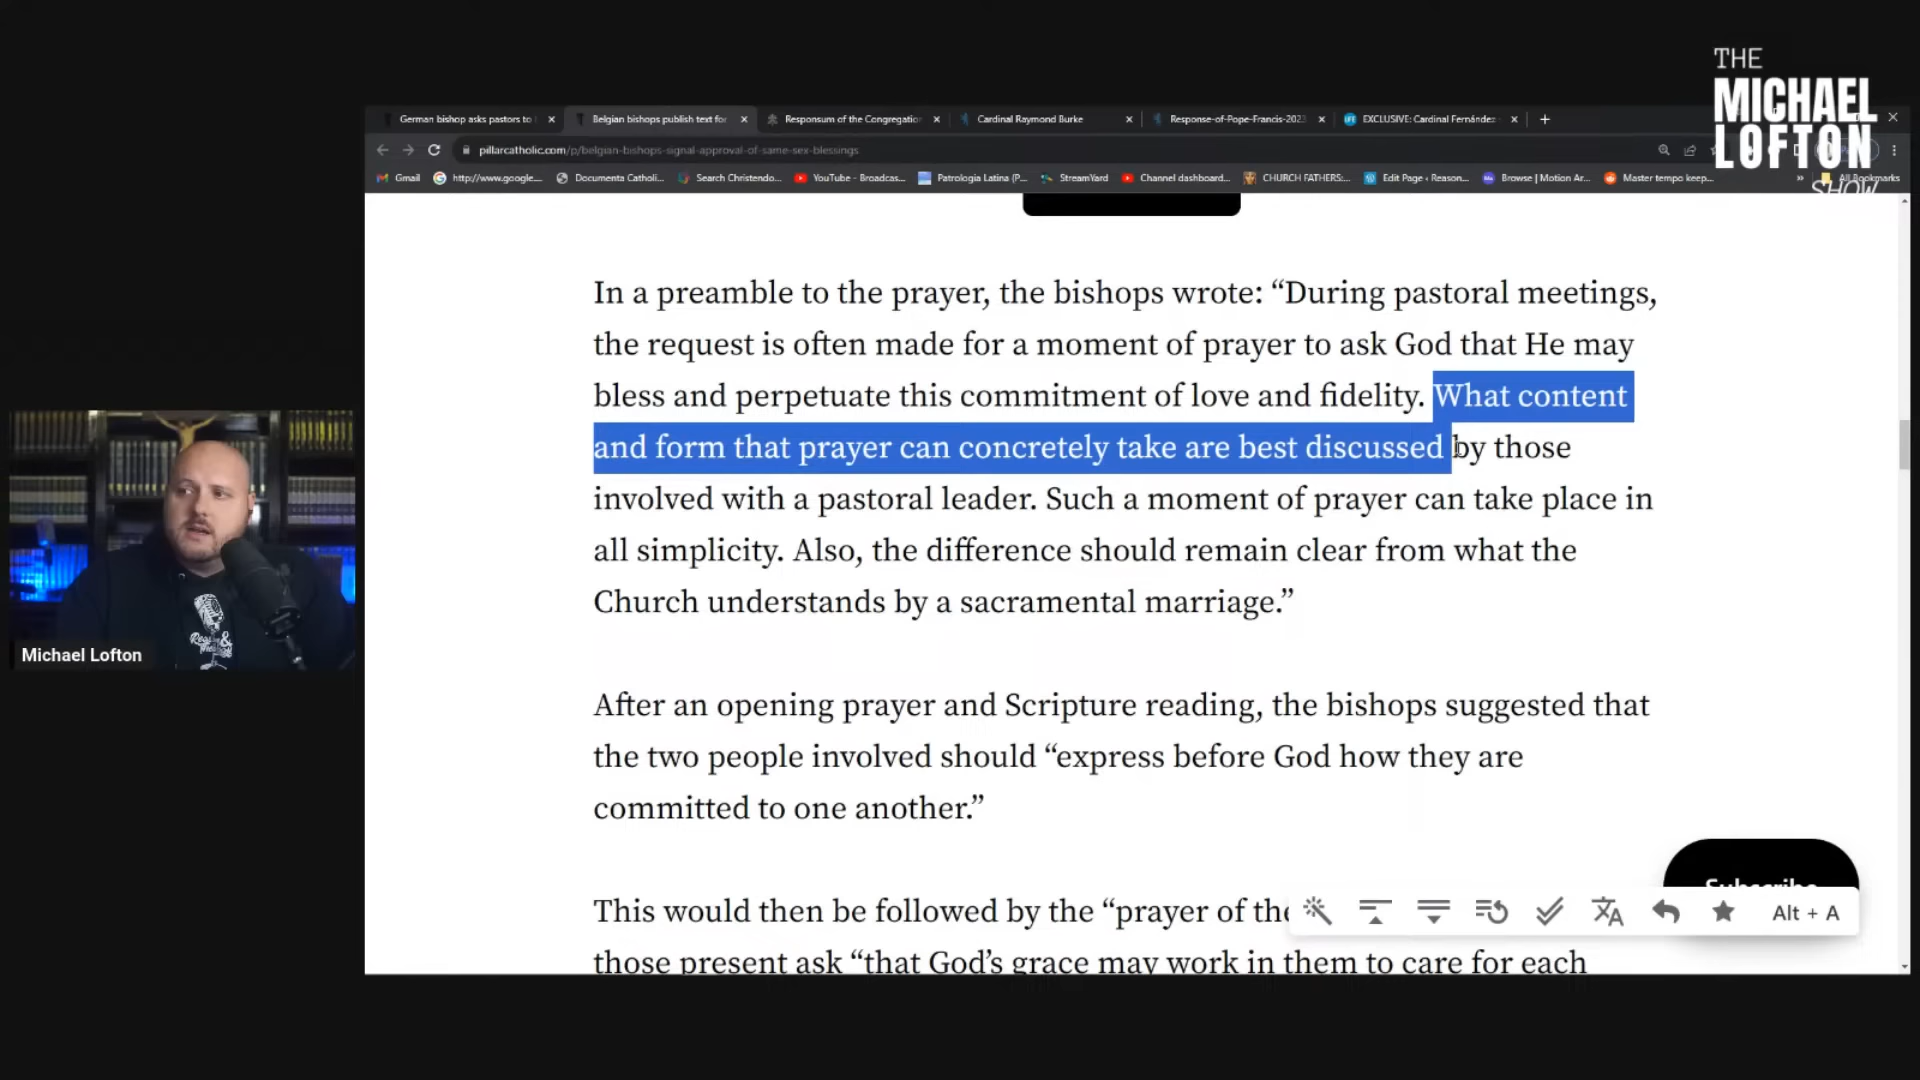 THE
MICHAEL
LOFTON
SHOW
German bishop asks pastors to
Belgian bishops publish text for
Responsum of the Congregation
Cardinal Raymond Burke
Response-of-Pope-Francis-2023
EXCLUSIVE: Cardinal Fernández
pillarcatholic.com/p/belgian-bishops-signal-approval-of-same-sex-blessings
Gmail
http://www.google....
Documenta Catholi...
Search Christendo...
YouTube - Broadcas...
Patrologia Latina (P...
StreamYard
Channel dashboard...
CHURCH FATHERS:...
Edit Page ‹ Reason...
Browse | Motion Ar...
Master tempo keep...
»
All Bookmarks
In a preamble to the prayer, the bishops wrote: “During pastoral meetings,
the request is often made for a moment of prayer to ask God that He may
bless and perpetuate this commitment of love and fidelity. What content
and form that prayer can concretely take are best discussed by those
involved with a pastoral leader. Such a moment of prayer can take place in
all simplicity. Also, the difference should remain clear from what the
Church understands by a sacramental marriage.”
After an opening prayer and Scripture reading, the bishops suggested that
the two people involved should “express before God how they are
committed to one another.”
Subscribe
This would then be followed by the “prayer of the
Alt + A
those present ask “that God’s grace may work in them to care for each
Michael Lofton